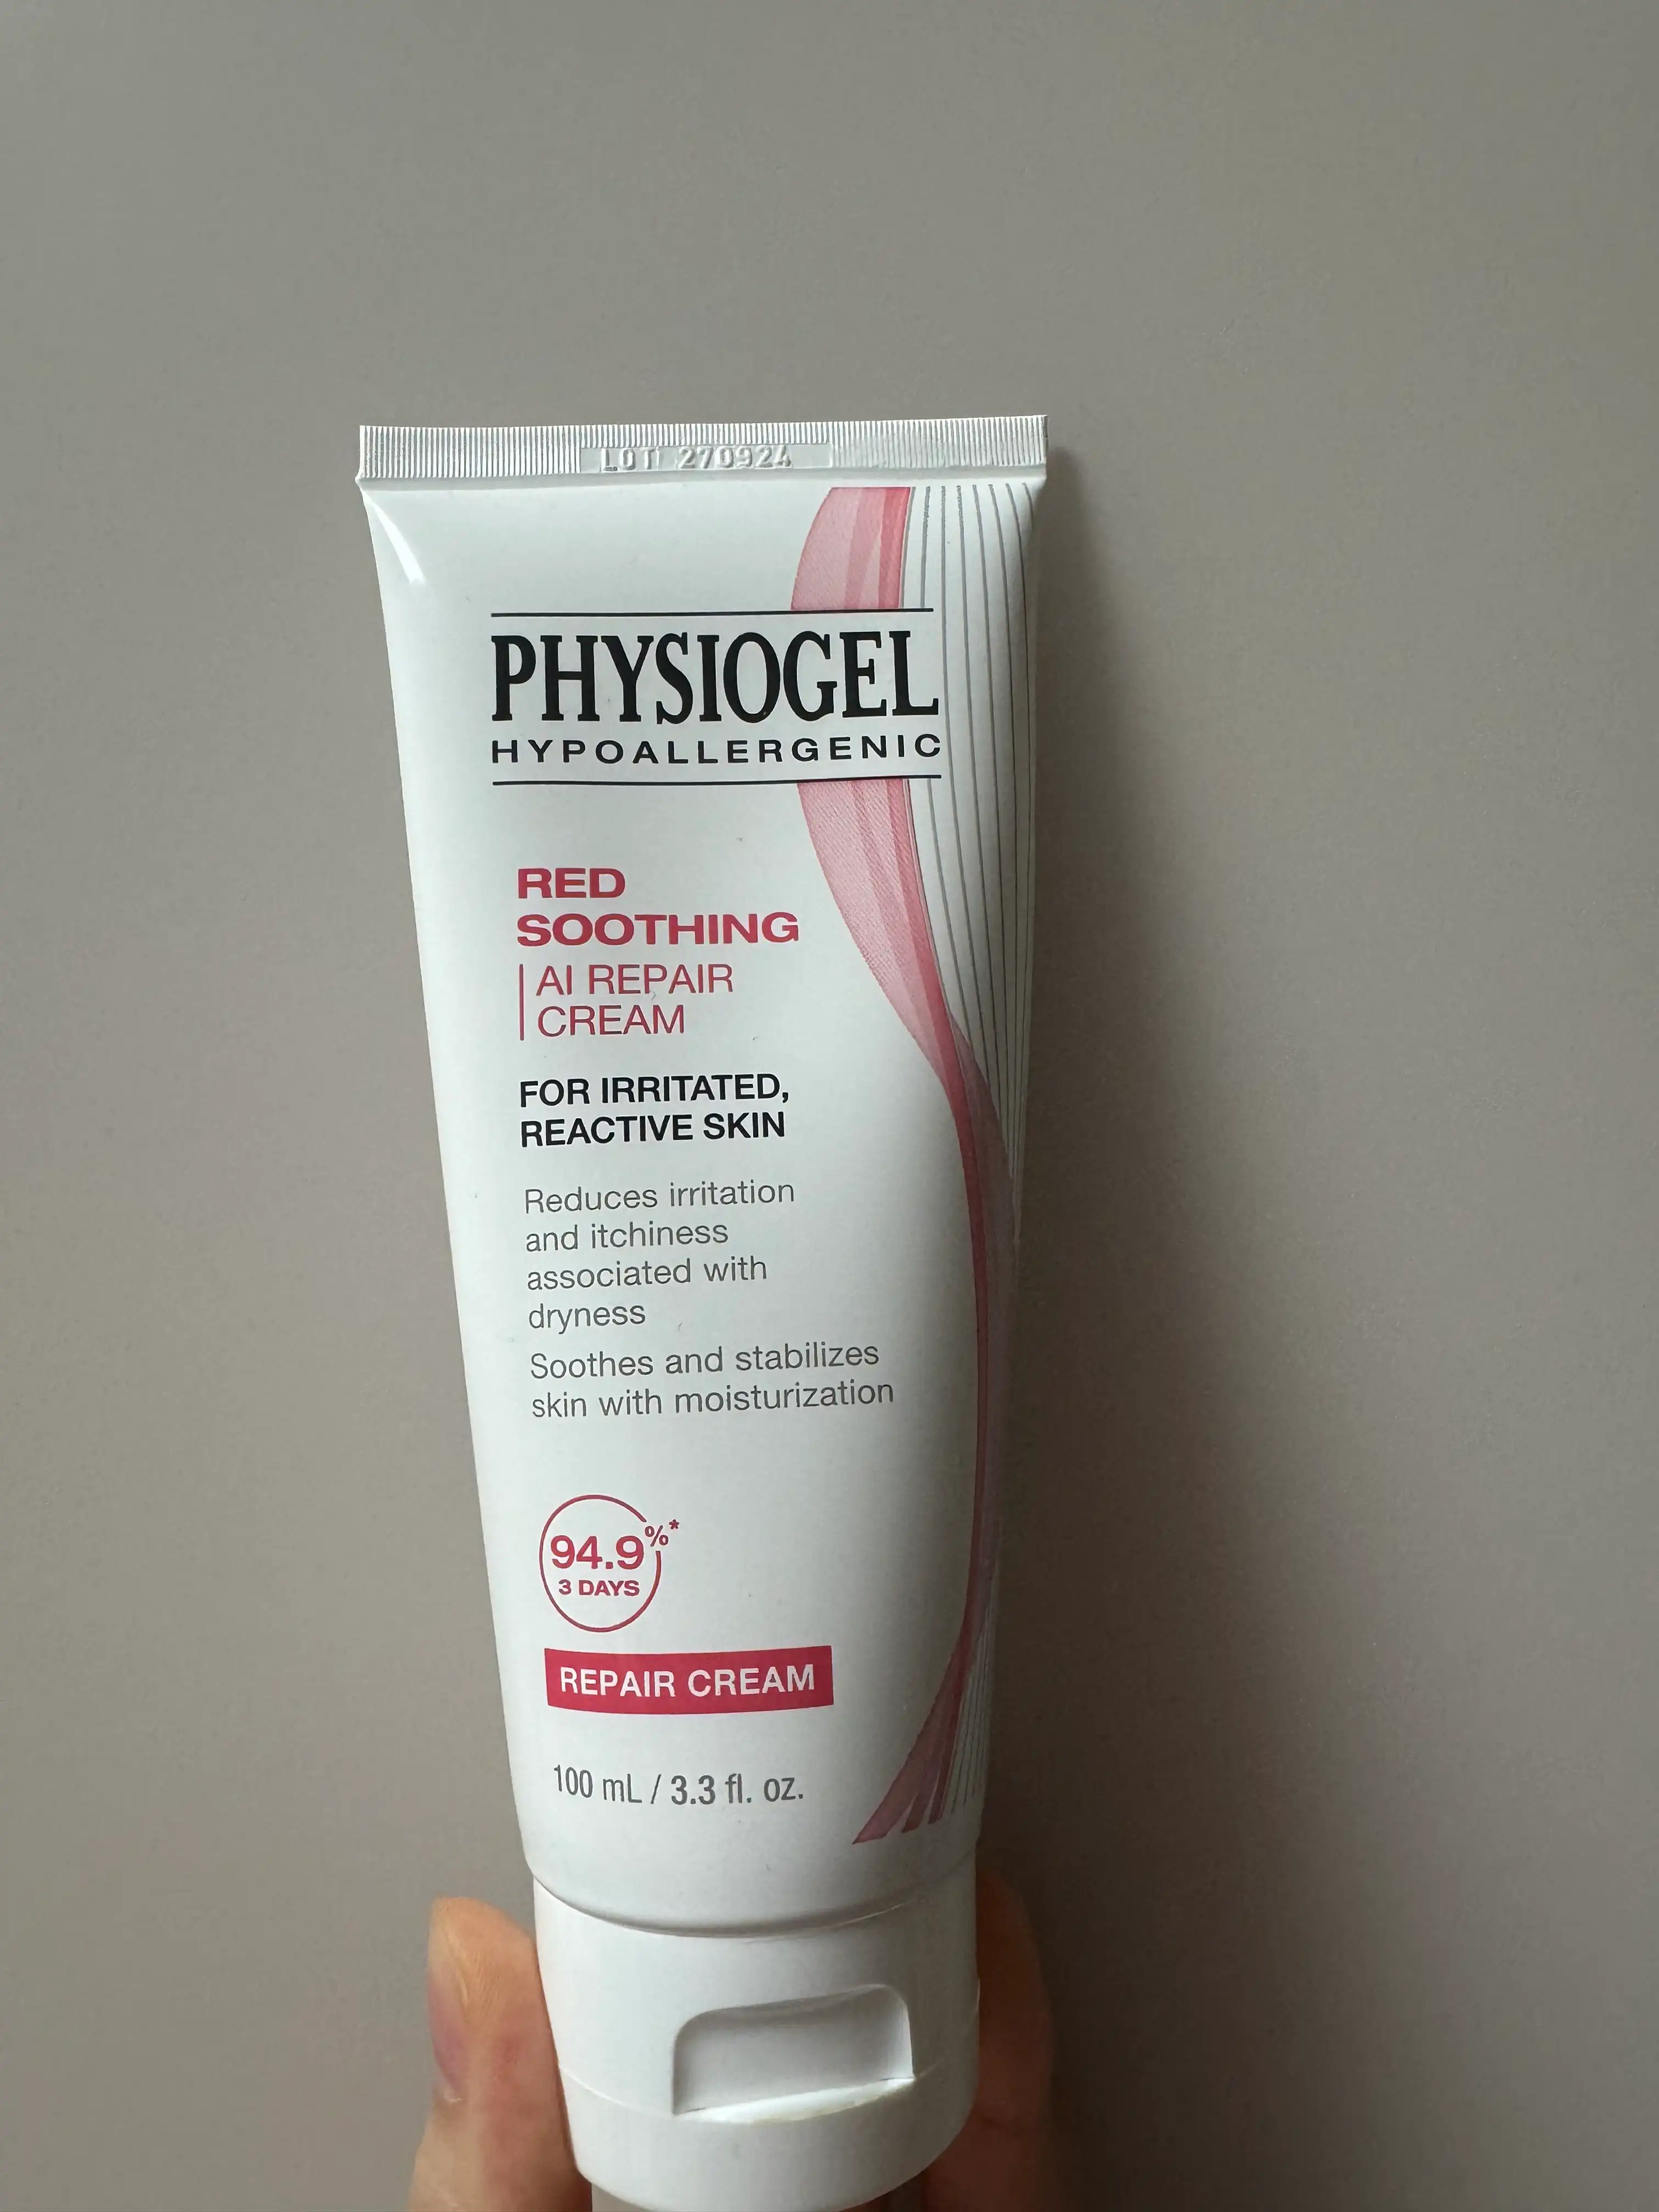 LOT 270924
PHYSIOGEL
HYPOALLERGENIC
RED
SOOTHING
AI REPAIR
CREAM
FOR IRRITATED,
REACTIVE SKIN
Reduces irritation
and itchiness
associated with
dryness
Soothes and stabilizes
skin with moisturization
94.9%*
3 DAYS
REPAIR CREAM
100 mL / 3.3 fl. oz.